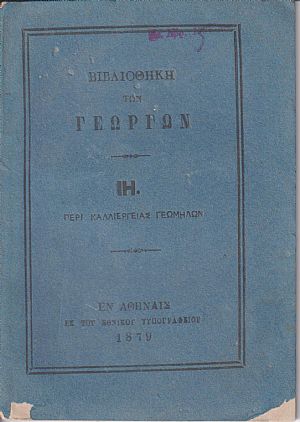 ΒΙΒΛΙΟΘΗΚΗ
ΤΩΝ
ΓΕΩΡΓΩΝ
ΙΗ.
ΠΕΡΙ ΚΑΛΛΙΕΡΓΕΙΑΣ ΓΕΩΜΗΛΩΝ
ΕΝ ΑΘΗΝΑΙΣ
ΕΚ ΤΟΥ ΕΘΝΙΚΟΥ ΤΥΠΟΓΡΑΦΕΙΟΥ
1879